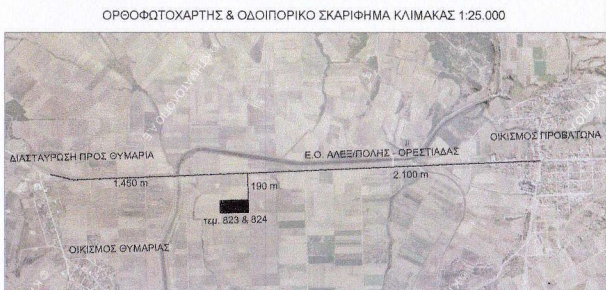 ΟΡΘΟΦΩΤΟΧΑΡΤΗΣ & ΟΔΟΙΠΟΡΙΚΟ ΣΚΑΡΙΦΗΜΑ ΚΛΙΜΑΚΑΣ 1:25.000
ΟΙΚΙΣΜΟΣ ΠΡΟΒΑΤΩΝΑ
ΔΙΑΣΤΑΥΡΩΣΗ ΠΡΟΣ ΘΥΜΑΡΙΑ
Ε.Ο. ΑΛΕΞ/ΠΟΛΗΣ - ΟΡΕΣΤΙΑΔΑΣ
1.450 m
190 m
2.100 m
τεμ. 823 & 824
ΟΙΚΙΣΜΟΣ ΘΥΜΑΡΙΑΣ